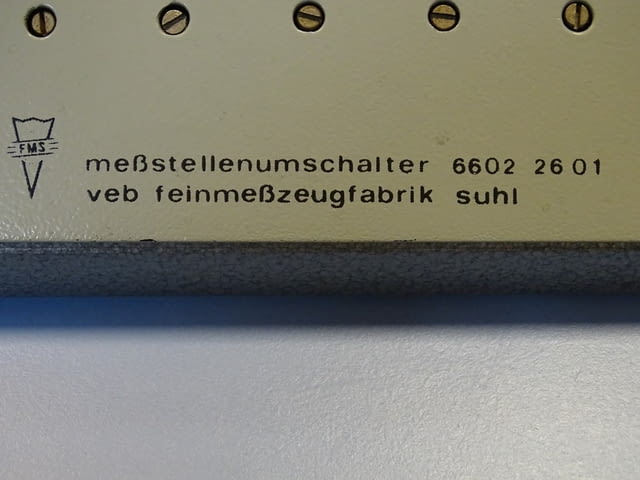 FMS
meßstellenumschalter 6602 26 01
veb feinmeßzeugfabrik suhl